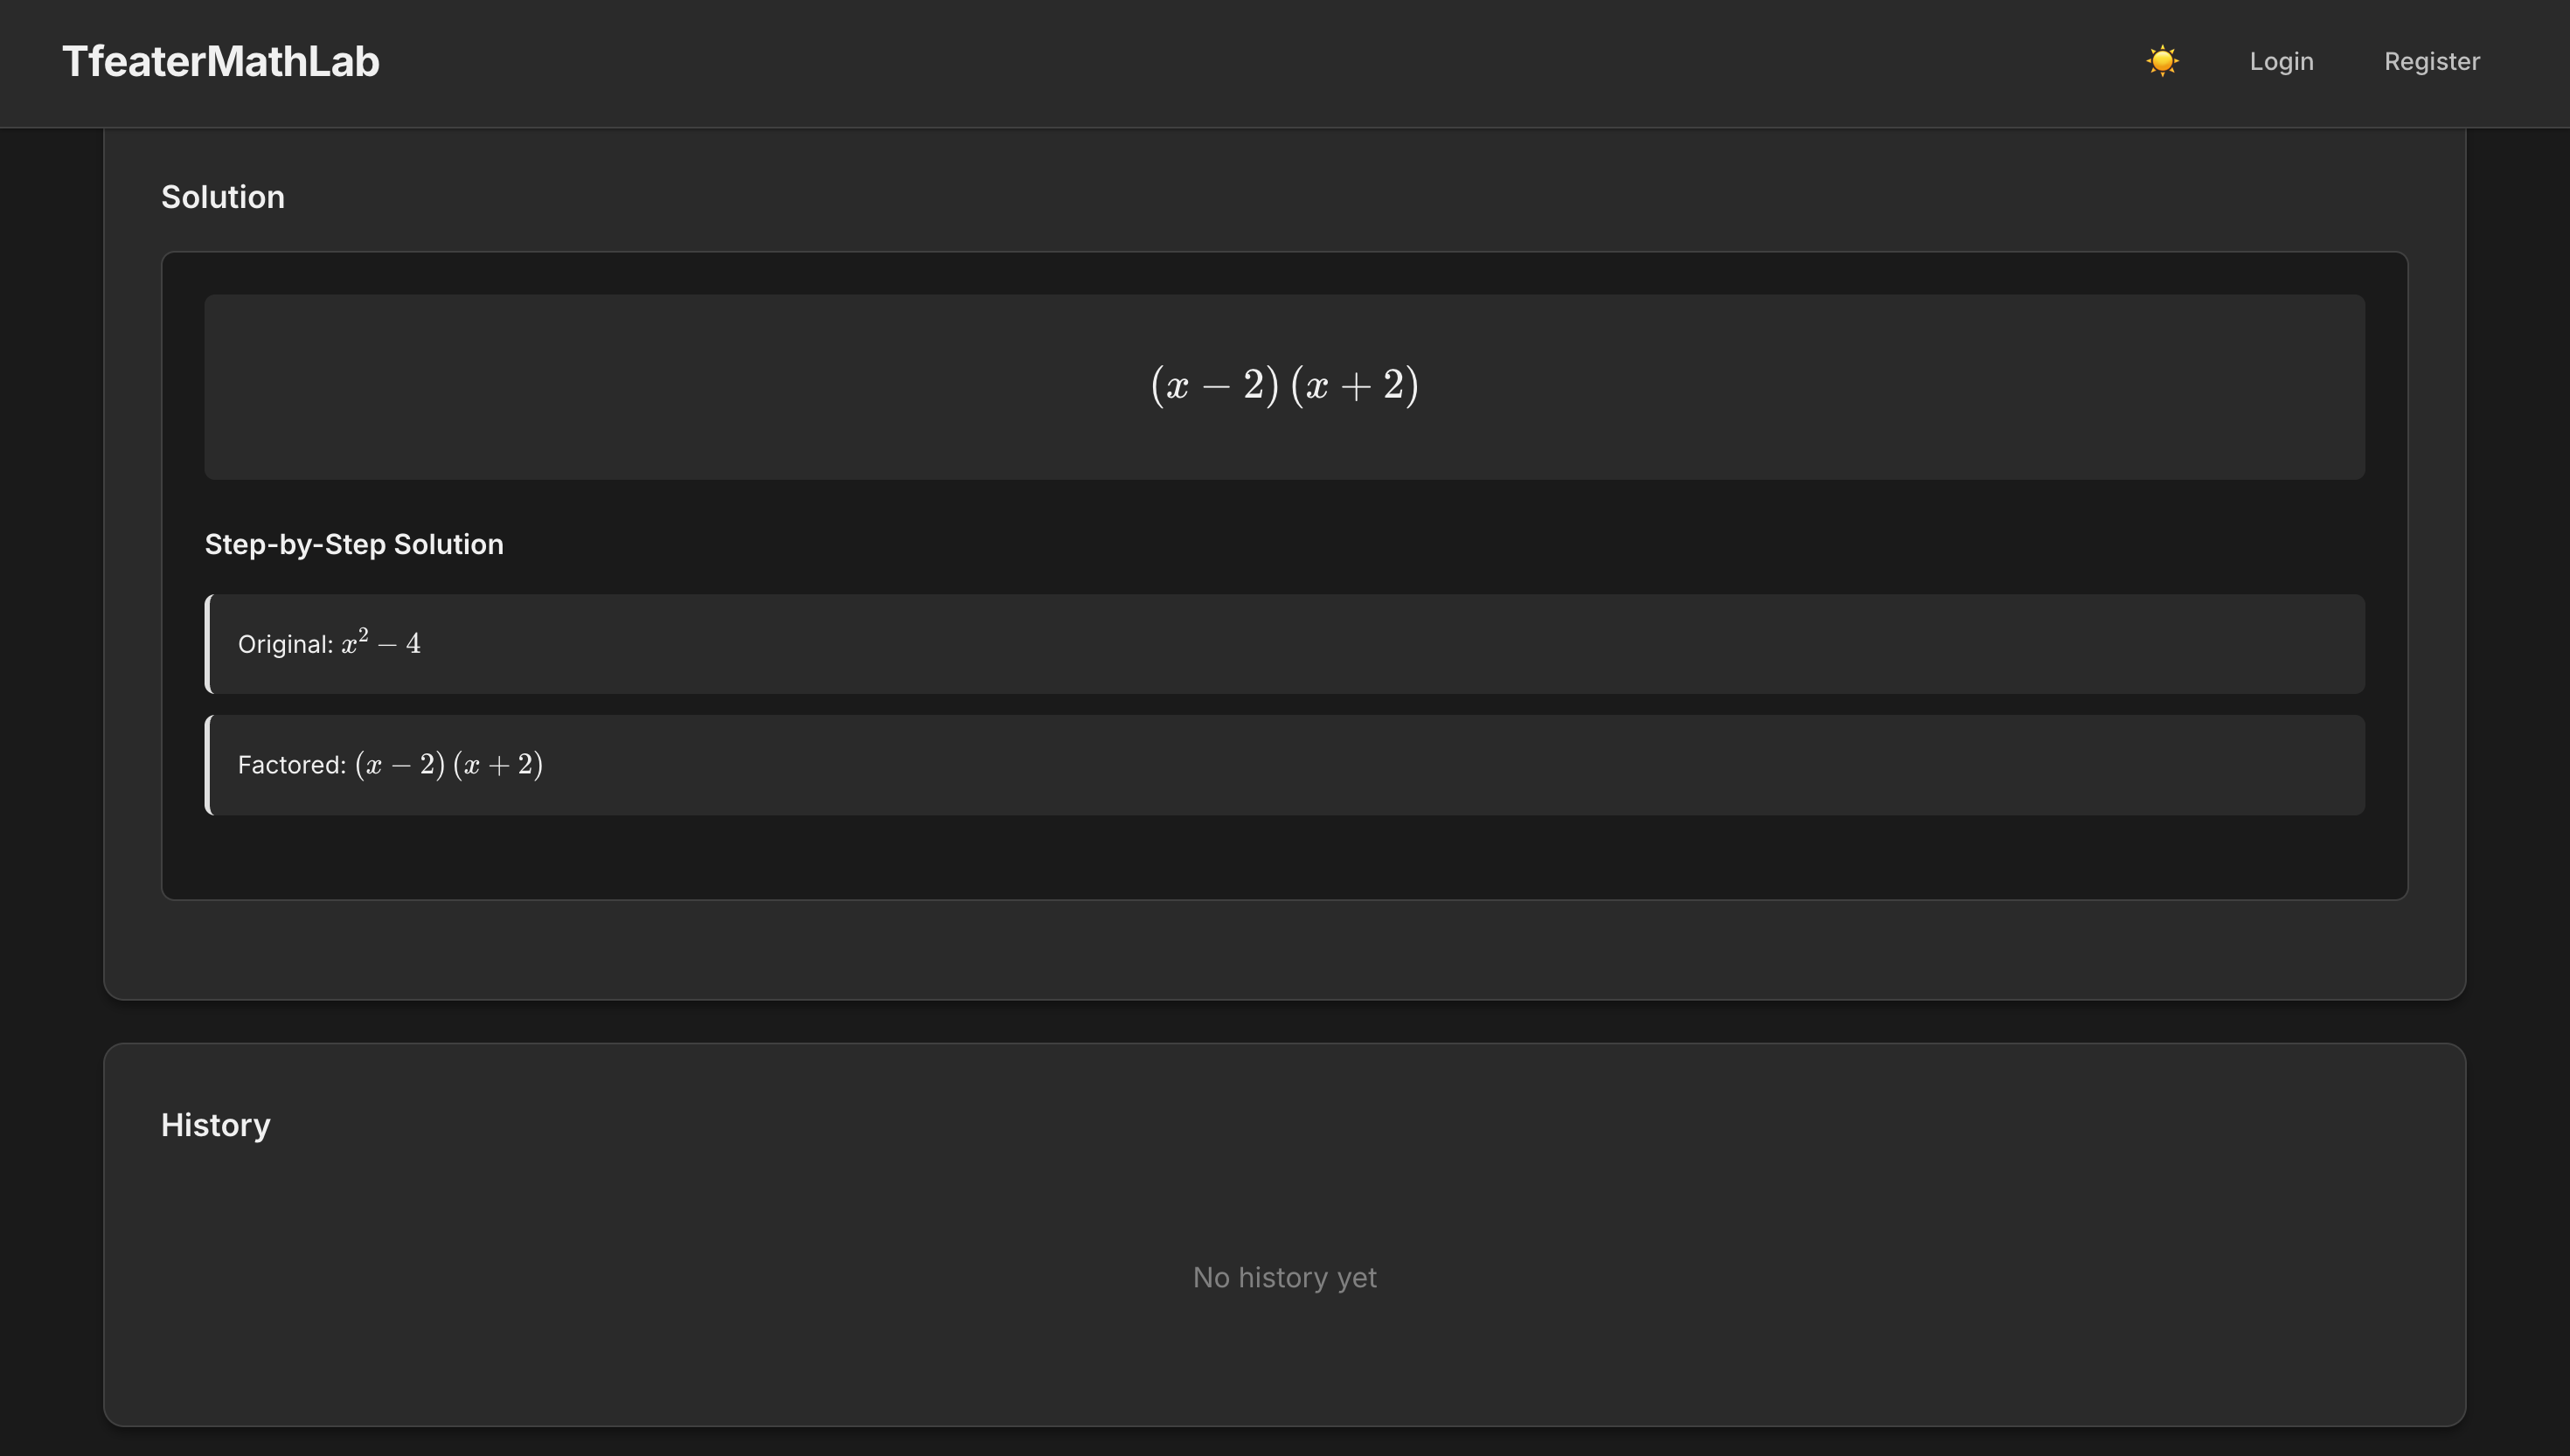 TfeaterMathLab
Login
Register
Solution
(x − 2) (x + 2)
Step-by-Step Solution
Original: x² − 4
Factored: (x − 2) (x + 2)
History
No history yet